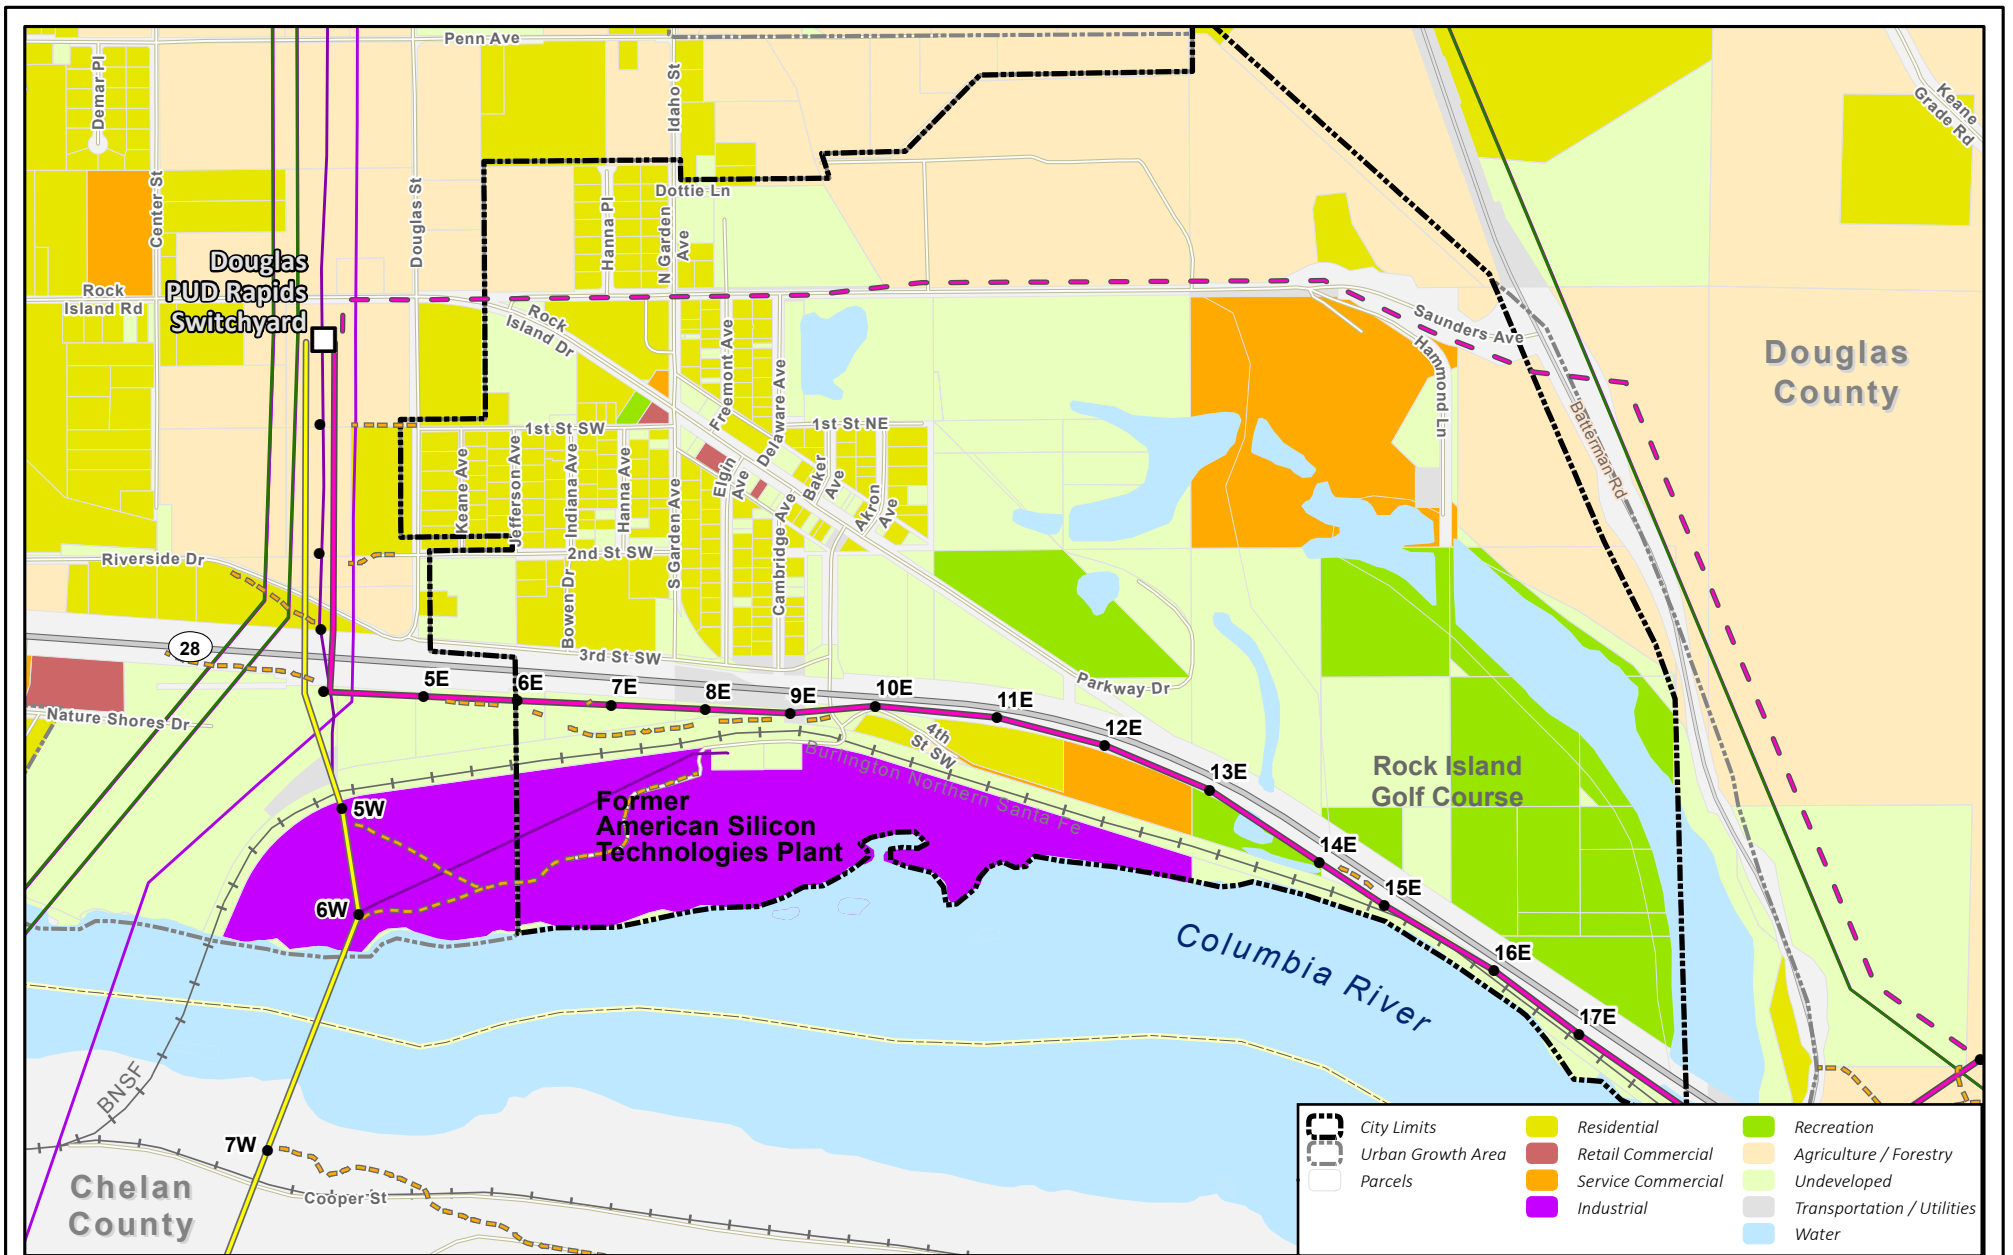 Penn Ave
Demar Pl
Idaho St
Keane
Grade Rd
Center St
Douglas St
Hanna Pl
Dottie Ln
N Garden
Ave
Douglas
PUD Rapids
Switchyard
Rock
Island Rd
Rock
Island Dr
Saunders Ave
Hammond Ln
Douglas
County
Freemont Ave
Delaware Ave
1st St SW
1st St NE
Batterman Rd
Keane Ave
Jefferson Ave
Indiana Ave
Hanna Ave
S Garden Ave
Elgin
Ave
Cambridge Ave
Baker
Ave
Akron
Ave
Riverside Dr
2nd St SW
Bowen Dr
28
3rd St SW
Parkway Dr
Nature Shores Dr
5E
6E
7E
8E
9E
10E
11E
12E
13E
14E
15E
16E
17E
4th
St SW
Burlington Northern Santa Fe
Rock Island
Golf Course
Former
American Silicon
Technologies Plant
5W
6W
7W
Columbia River
BNSF
Cooper St
Chelan
County
City Limits
Urban Growth Area
Parcels
Residential
Retail Commercial
Service Commercial
Industrial
Recreation
Agriculture / Forestry
Undeveloped
Transportation / Utilities
Water